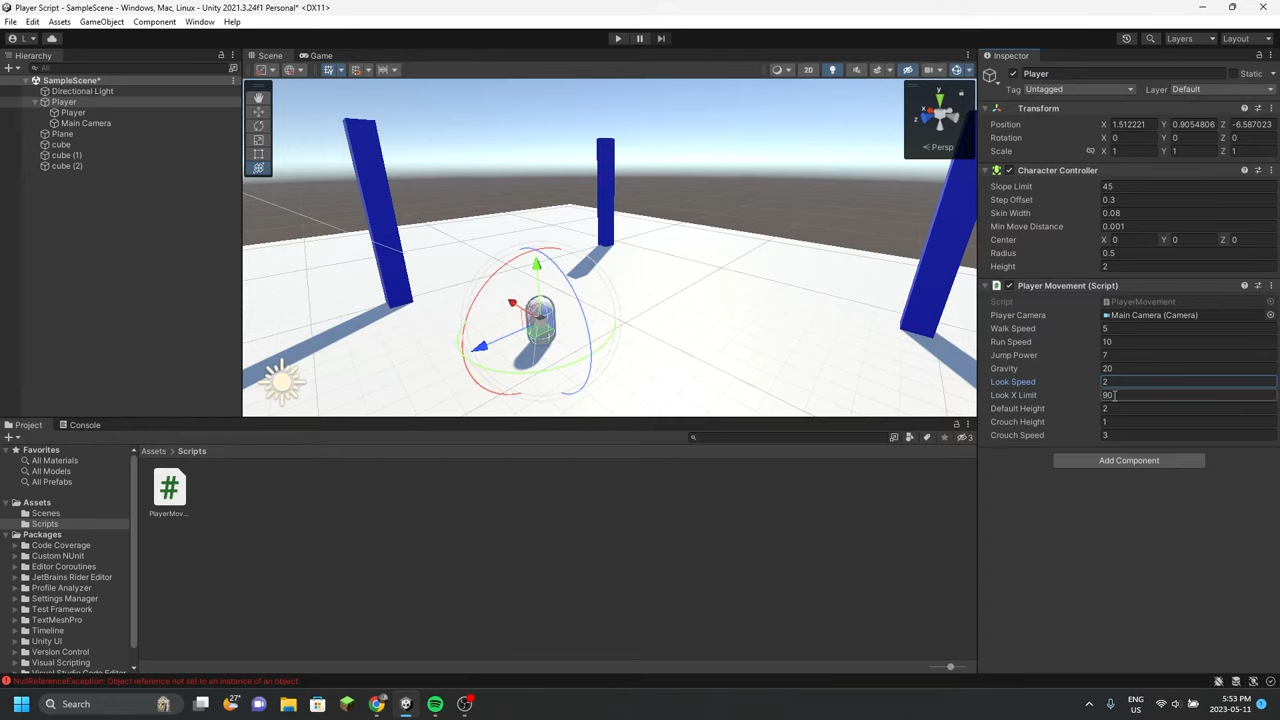 Player Script - SampleScene - Windows, Mac, Linux - Unity 2021.3.24f1 Personal* <DX11>
File Edit Assets GameObject Component Window Help
L
Layers Layout
Hierarchy
All
SampleScene*
Directional Light
Player
Player
Main Camera
Plane
cube
cube (1)
cube (2)
Scene Game
2D
y
x
z
Persp
Inspector
Player Static
Tag Untagged Layer Default
Transform
Position X 1.512221 Y 0.9054806 Z -6.587023
Rotation X 0 Y 0 Z 0
Scale X 1 Y 1 Z 1
Character Controller
Slope Limit 45
Step Offset 0.3
Skin Width 0.08
Min Move Distance 0.001
Center X 0 Y 0 Z 0
Radius 0.5
Height 2
Player Movement (Script)
Script PlayerMovement
Player Camera Main Camera (Camera)
Walk Speed 5
Run Speed 10
Jump Power 7
Gravity 20
Look Speed 2
Look X Limit 90
Default Height 2
Crouch Height 1
Crouch Speed 3
Add Component
Project Console
3
Favorites
All Materials
All Models
All Prefabs
Assets
Scenes
Scripts
Packages
Code Coverage
Custom NUnit
Editor Coroutines
JetBrains Rider Editor
Profile Analyzer
Settings Manager
Test Framework
TextMeshPro
Timeline
Unity UI
Version Control
Visual Scripting
Visual Studio Code Editor
Assets > Scripts
#
PlayerMov...
NullReferenceException: Object reference not set to an instance of an object
Search
27°
ENG
US
5:53 PM
2023-05-11